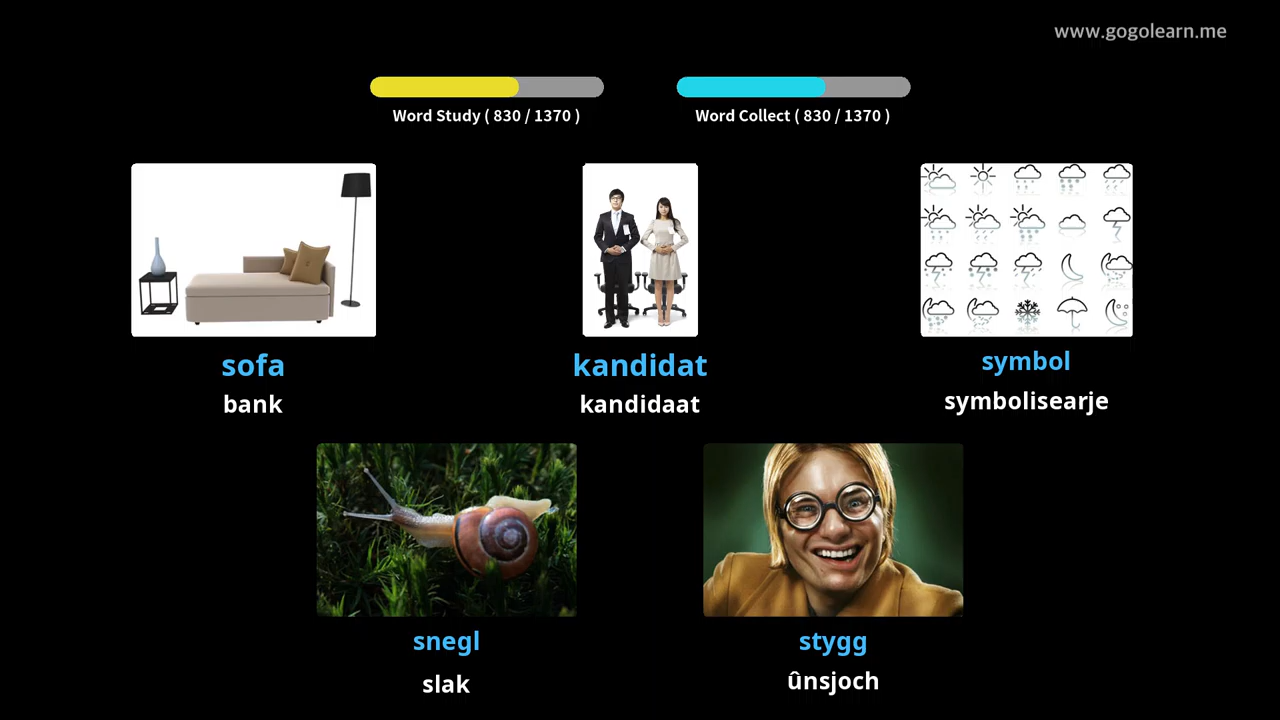 www.gogolearn.me
Word Study ( 830 / 1370 )
Word Collect ( 830 / 1370 )
sofa
bank
kandidat
kandidaat
symbol
symbolisearje
snegl
slak
stygg
ûnsjoch